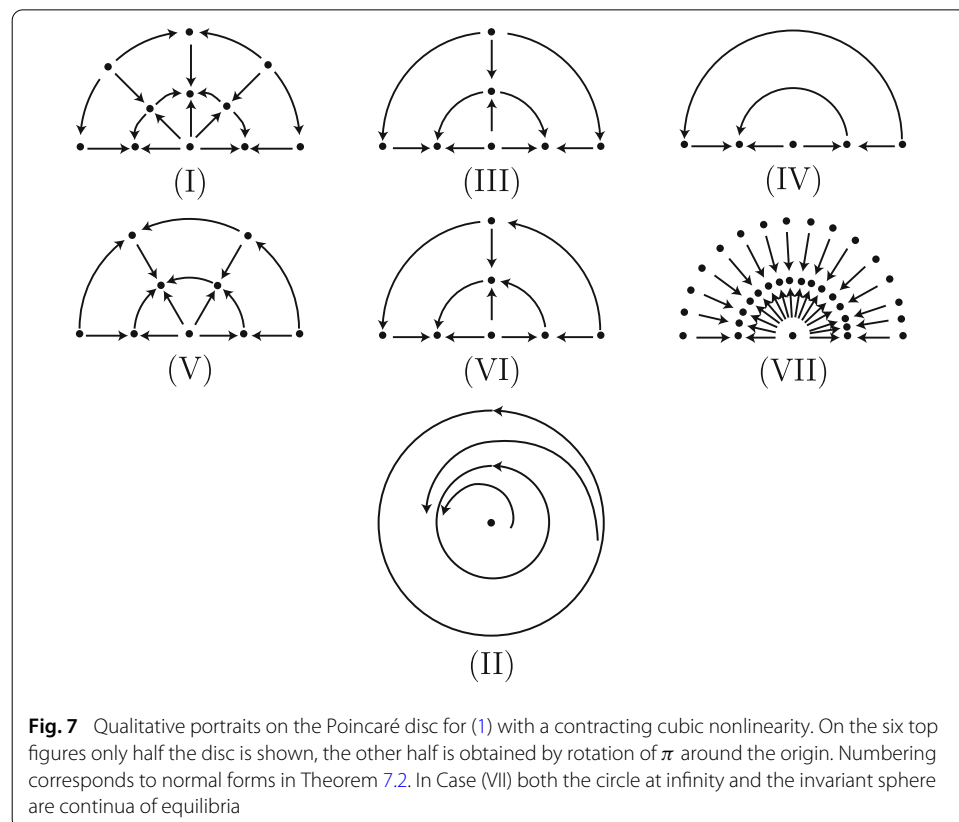 (I)
(III)
(IV)
(V)
(VI)
(VII)
(II)
Fig. 7 Qualitative portraits on the Poincaré disc for (1) with a contracting cubic nonlinearity. On the six top
figures only half the disc is shown, the other half is obtained by rotation of π around the origin. Numbering
corresponds to normal forms in Theorem 7.2. In Case (VII) both the circle at infinity and the invariant sphere
are continua of equilibria